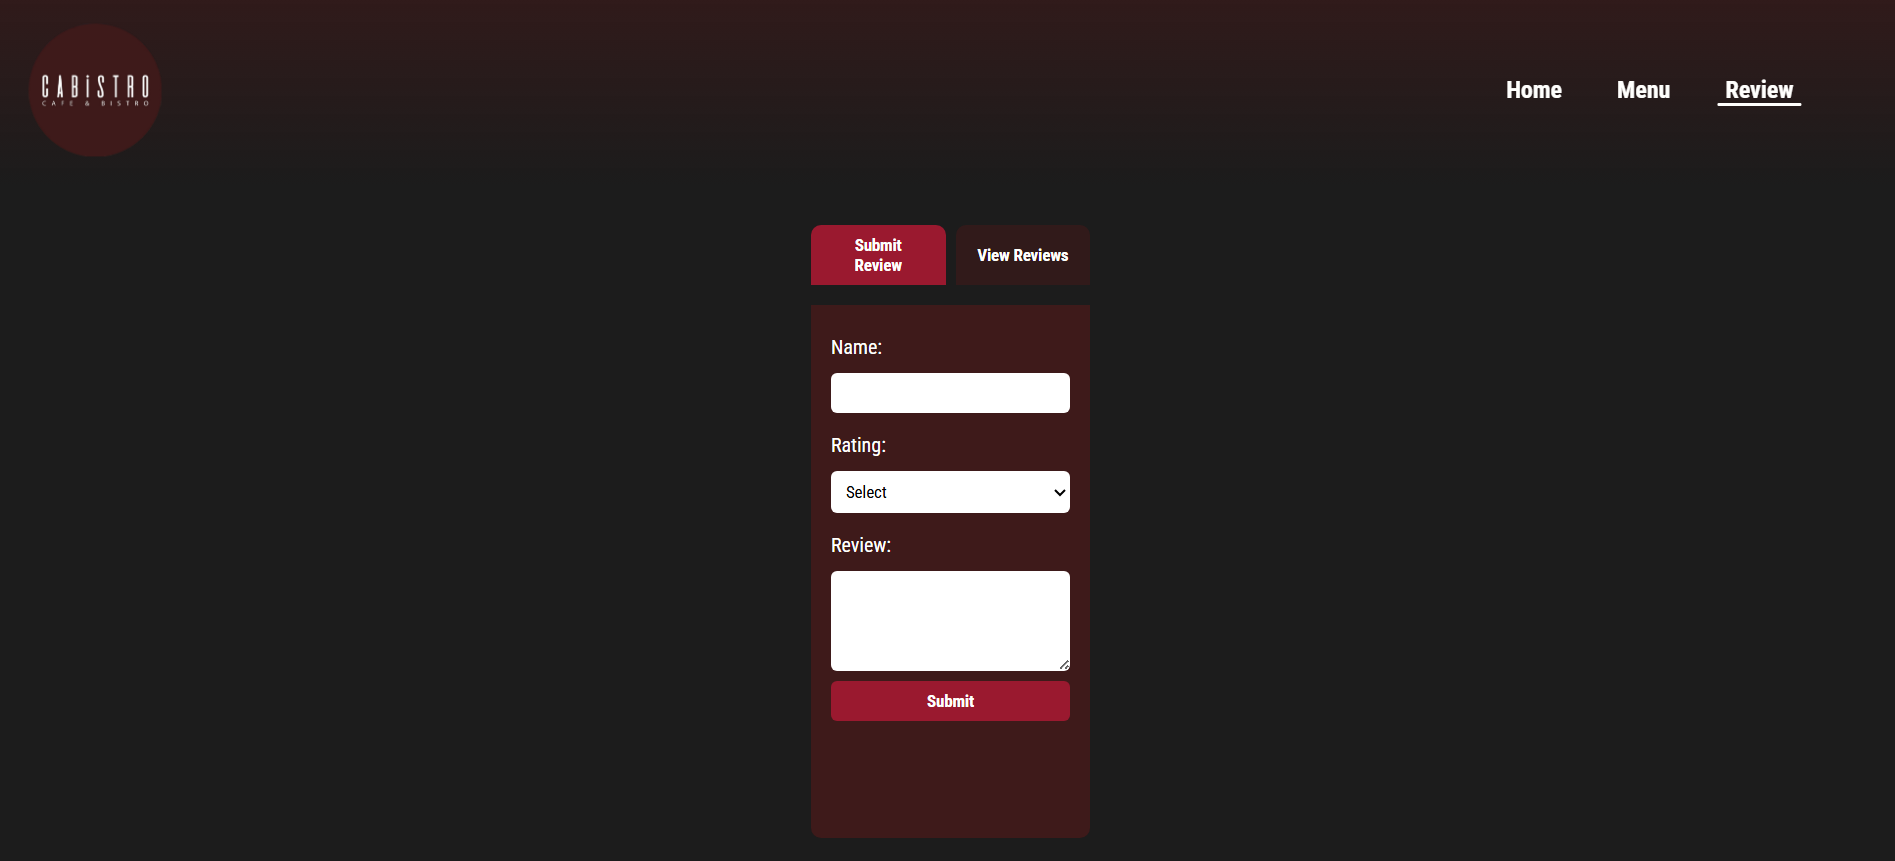 CABiSTRO
CAFE & BISTRO
Home Menu Review
Submit
Review
View Reviews
Name:
Rating:
Select
Review:
Submit